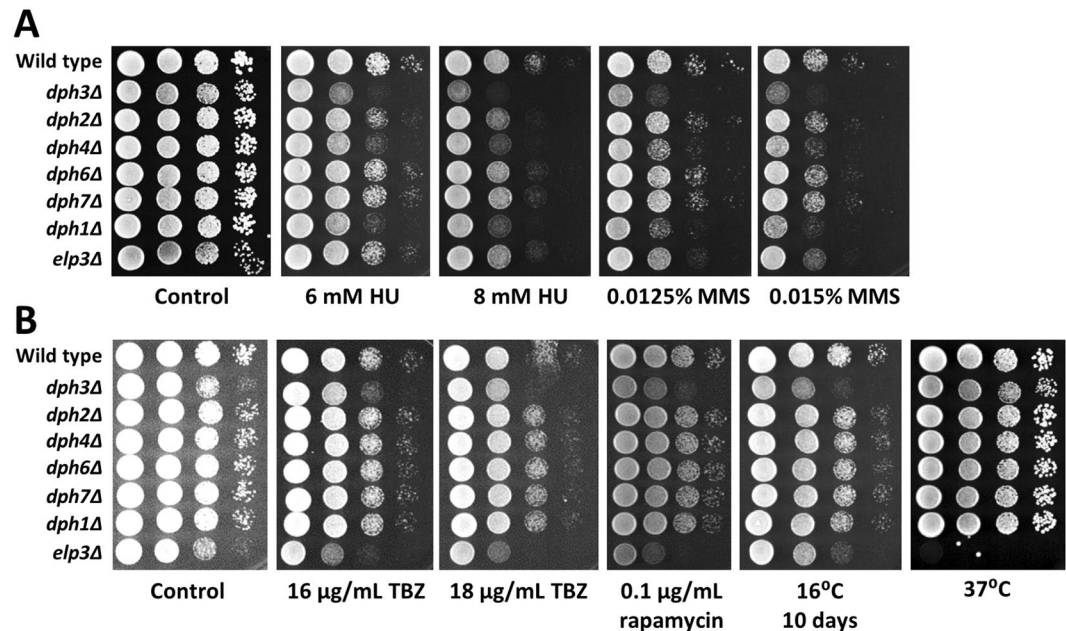 A
Wild type
dph3Δ
dph2Δ
dph4Δ
dph6Δ
dph7Δ
dph1Δ
elp3Δ
Control 6 mM HU 8 mM HU 0.0125% MMS 0.015% MMS
B
Wild type
dph3Δ
dph2Δ
dph4Δ
dph6Δ
dph7Δ
dph1Δ
elp3Δ
Control 16 µg/mL TBZ 18 µg/mL TBZ 0.1 µg/mL 16⁰C 37⁰C
rapamycin 10 days